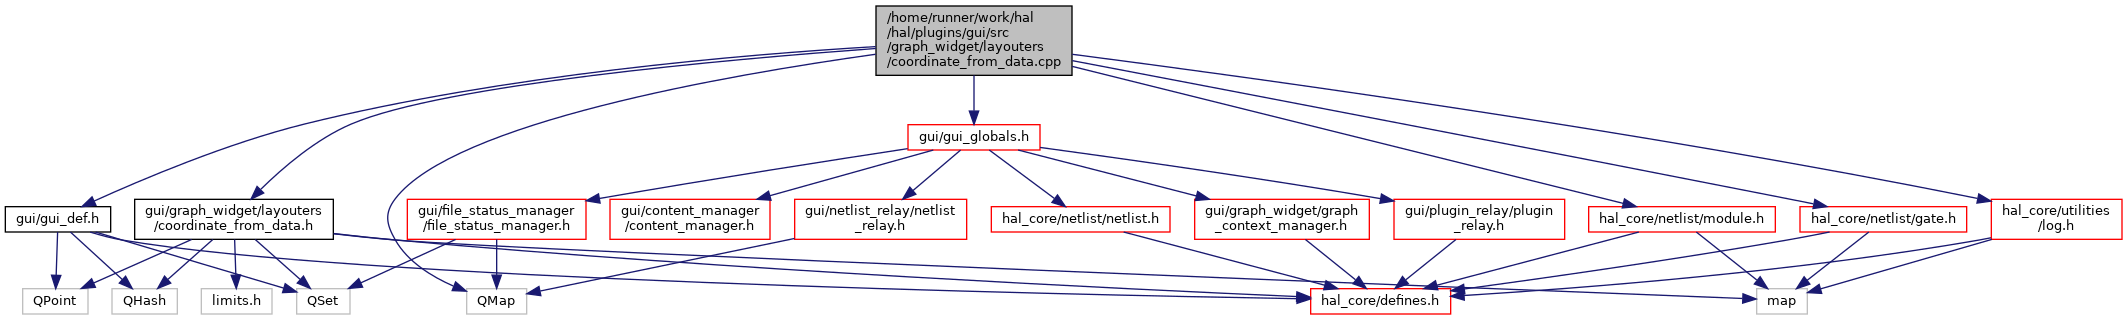 /home/runner/work/hal
/hal/plugins/gui/src
/graph_widget/layouters
/coordinate_from_data.cpp
gui/gui_globals.h
gui/gui_def.h
gui/graph_widget/layouters
/coordinate_from_data.h
gui/file_status_manager
/file_status_manager.h
gui/content_manager
/content_manager.h
gui/netlist_relay/netlist
_relay.h
hal_core/netlist/netlist.h
gui/graph_widget/graph
_context_manager.h
gui/plugin_relay/plugin
_relay.h
hal_core/netlist/module.h
hal_core/netlist/gate.h
hal_core/utilities
/log.h
QPoint
QHash
limits.h
QSet
QMap
hal_core/defines.h
map